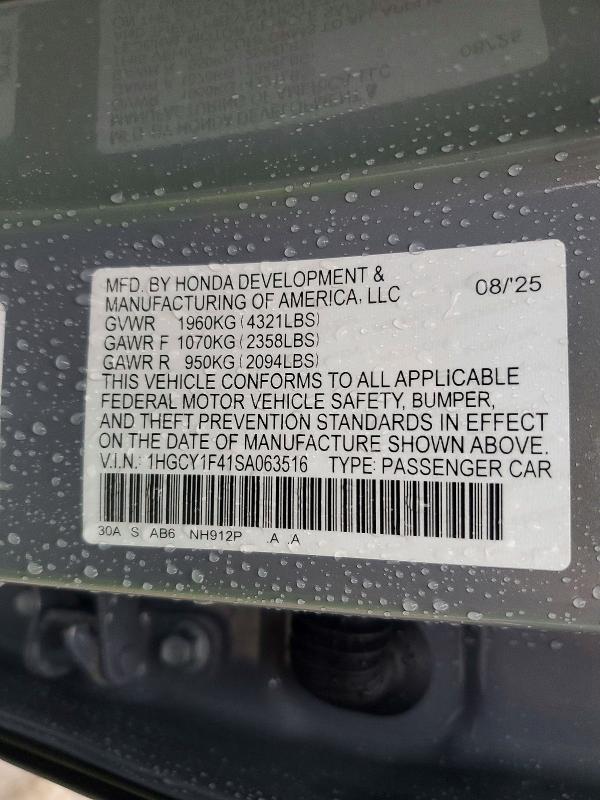 MFD. BY HONDA DEVELOPMENT &
MANUFACTURING OF AMERICA, LLC 08/'25
GVWR 1960KG (4321LBS)
GAWR F 1070KG (2358LBS)
GAWR R 950KG (2094LBS)
THIS VEHICLE CONFORMS TO ALL APPLICABLE
FEDERAL MOTOR VEHICLE SAFETY, BUMPER,
AND THEFT PREVENTION STANDARDS IN EFFECT
ON THE DATE OF MANUFACTURE SHOWN ABOVE.
V.I.N.: 1HGCY1F41SA063516 TYPE: PASSENGER CAR
30A S AB6 NH912P .A .A